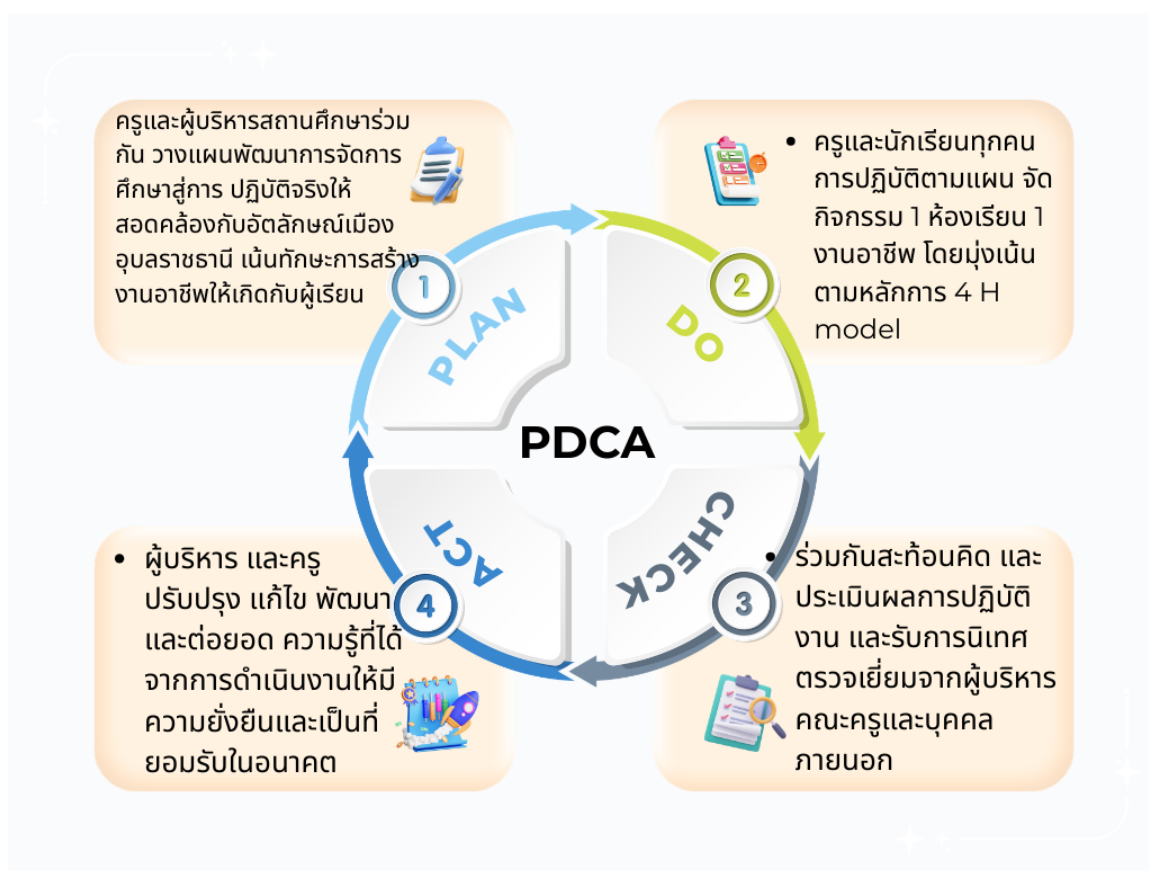 ครูและผู้บริหารสถานศึกษาร่วม
กัน วางแผนพัฒนาการจัดการ
ศึกษาสู่การ ปฏิบัติจริงให้
สอดคล้องกับอัตลักษณ์เมือง
อุบลราชธานี เน้นทักษะการสร้าง
งานอาชีพให้เกิดกับผู้เรียน
1
PLAN
• ครูและนักเรียนทุกคน
การปฏิบัติตามแผน จัด
กิจกรรม 1 ห้องเรียน 1
งานอาชีพ โดยมุ่งเน้น
ตามหลักการ 4 H
model
2
DO
PDCA
• ร่วมกันสะท้อนคิด และ
ประเมินผลการปฏิบัติ
งาน และรับการนิเทศ
ตรวจเยี่ยมจากผู้บริหาร
คณะครูและบุคคล
ภายนอก
3
CHECK
• ผู้บริหาร และครู
ปรับปรุง แก้ไข พัฒนา
และต่อยอด ความรู้ที่ได้
จากการดำเนินงานให้มี
ความยั่งยืนและเป็นที่
ยอมรับในอนาคต
4
ACT